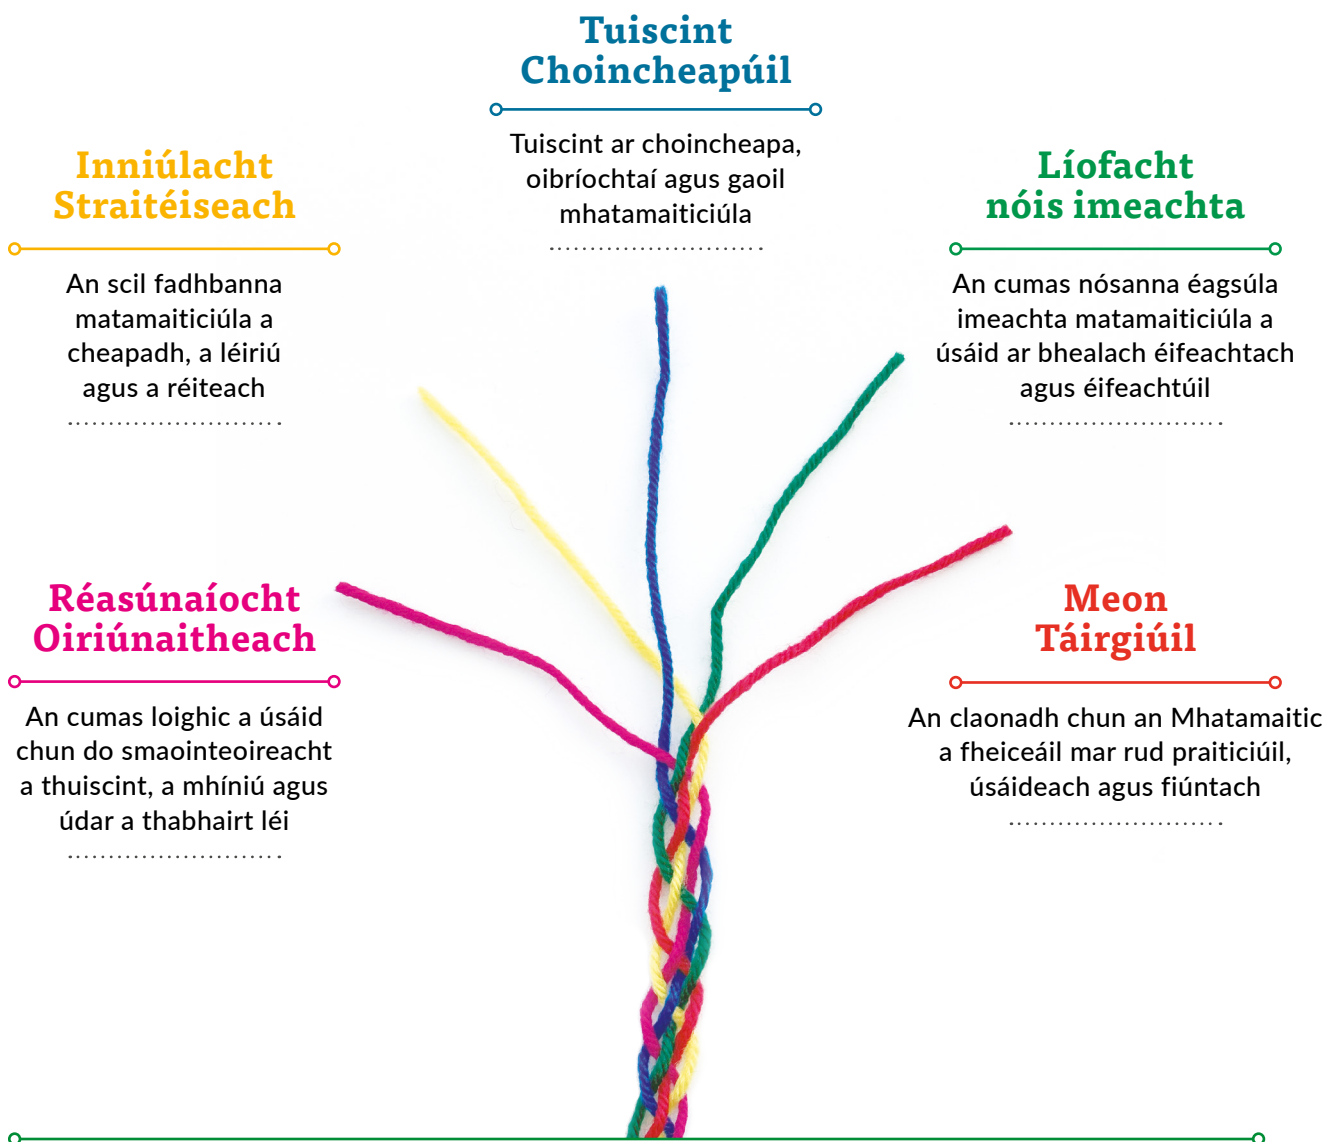 Tuiscint
Choincheapúil
Tuiscint ar choincheapa,
oibríochtaí agus gaoil
mhatamaiticiúla
Inniúlacht
Straitéiseach
An scil fadhbanna
matamaiticiúla a
cheapadh, a léiriú
agus a réiteach
Líofacht
nóis imeachta
An cumas nósanna éagsúla
imeachta matamaiticiúla a
úsáid ar bhealach éifeachtach
agus éifeachtúil
Réasúnaíocht
Oiriúnaitheach
An cumas loighic a úsáid
chun do smaointeoireacht
a thuiscint, a mhíniú agus
údar a thabhairt léi
Meon
Táirgiúil
An claonadh chun an Mhatamaitic
a fheiceáil mar rud praiticiúil,
úsáideach agus fiúntach